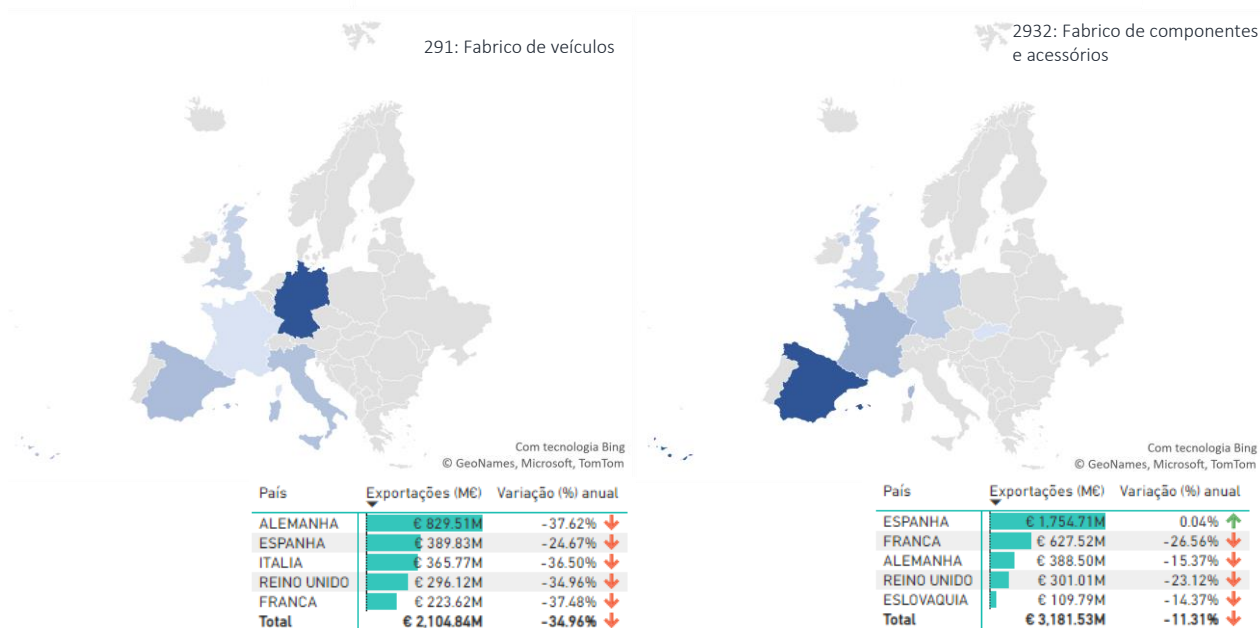 291: Fabrico de veículos
Com tecnologia Bing
© GeoNames, Microsoft, TomTom
País Exportações (M€) Variação (%) anual
ALEMANHA € 829.51M -37.62%
ESPANHA € 389.83M -24.67%
ITALIA € 365.77M -36.50%
REINO UNIDO € 296.12M -34.96%
FRANCA € 223.62M -37.48%
Total € 2,104.84M -34.96%
2932: Fabrico de componentes
e acessórios
Com tecnologia Bing
© GeoNames, Microsoft, TomTom
País Exportações (M€) Variação (%) anual
ESPANHA € 1,754.71M 0.04%
FRANCA € 627.52M -26.56%
ALEMANHA € 388.50M -15.37%
REINO UNIDO € 301.01M -23.12%
ESLOVAQUIA € 109.79M -14.37%
Total € 3,181.53M -11.31%